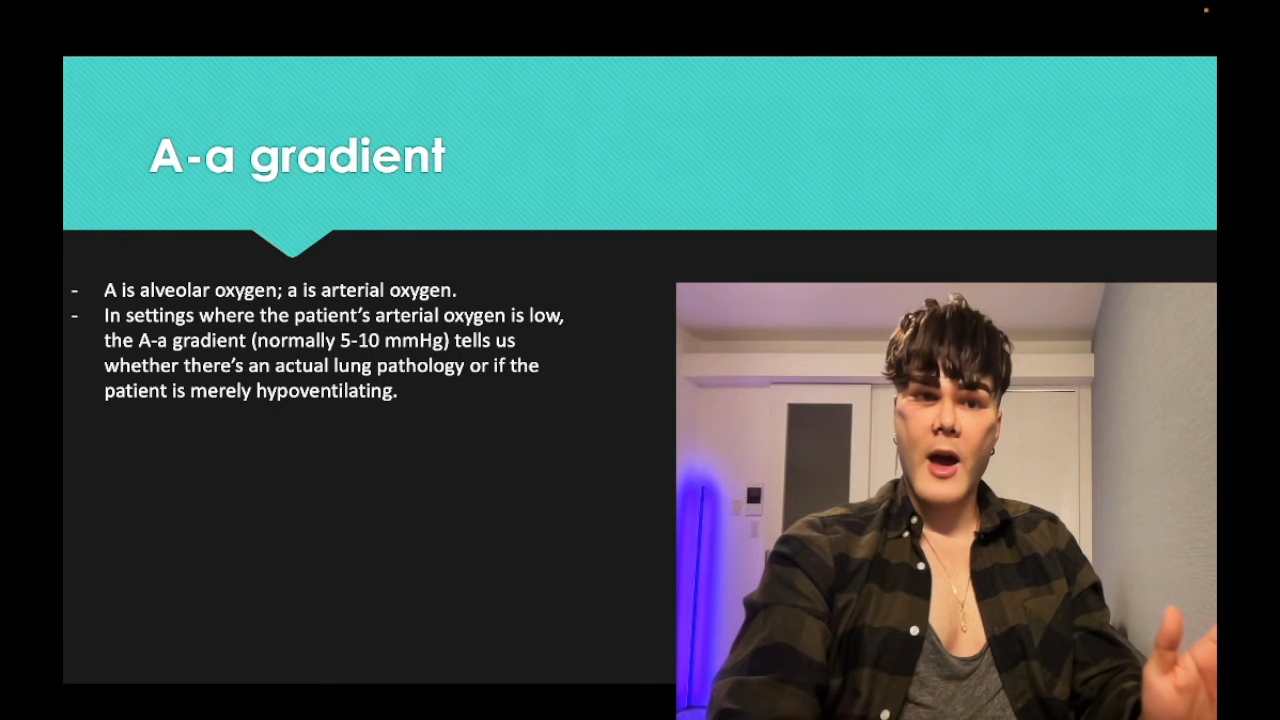 A-a gradient
- A is alveolar oxygen; a is arterial oxygen.
- In settings where the patient's arterial oxygen is low,
the A-a gradient (normally 5-10 mmHg) tells us
whether there's an actual lung pathology or if the
patient is merely hypoventilating.